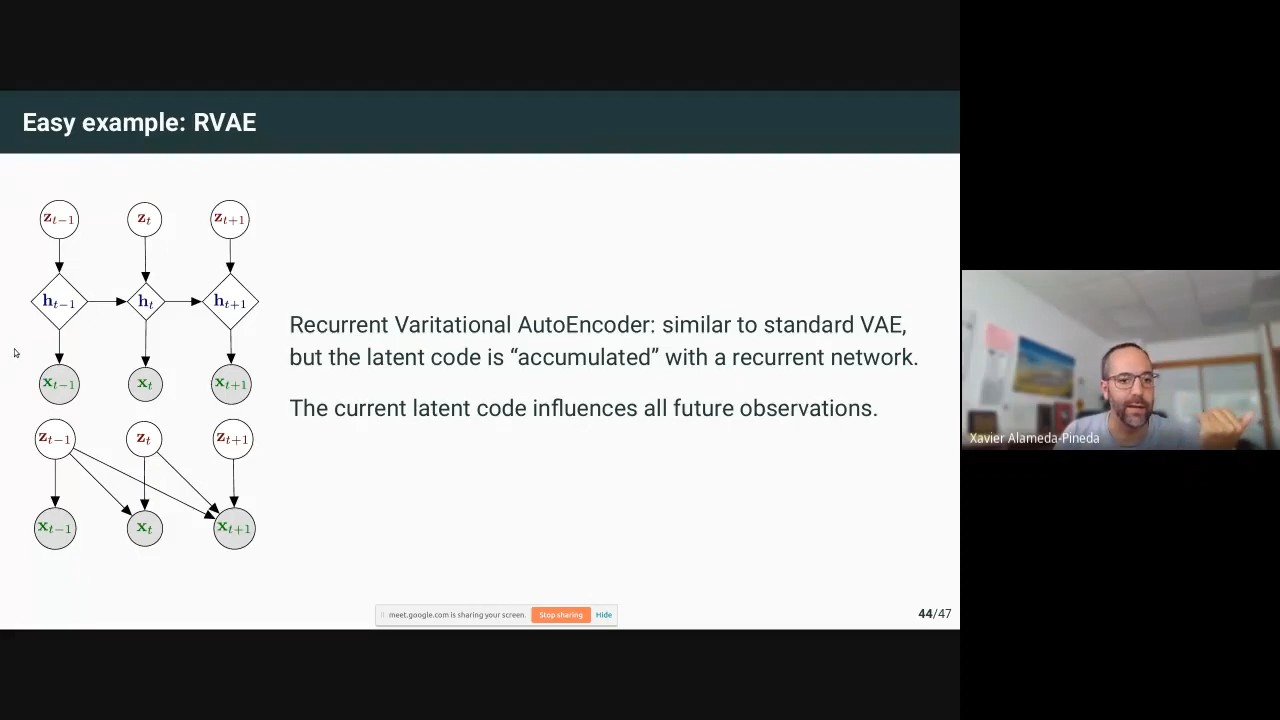 Easy example: RVAE
z_{t−1} z_t z_{t+1}
h_{t−1} h_t h_{t+1}
x_{t−1} x_t x_{t+1}
z_{t−1} z_t z_{t+1}
x_{t−1} x_t x_{t+1}
Recurrent Varitational AutoEncoder: similar to standard VAE,
but the latent code is “accumulated” with a recurrent network.
The current latent code influences all future observations.
meet.google.com is sharing your screen. Stop sharing Hide
44/47
Xavier Alameda-Pineda